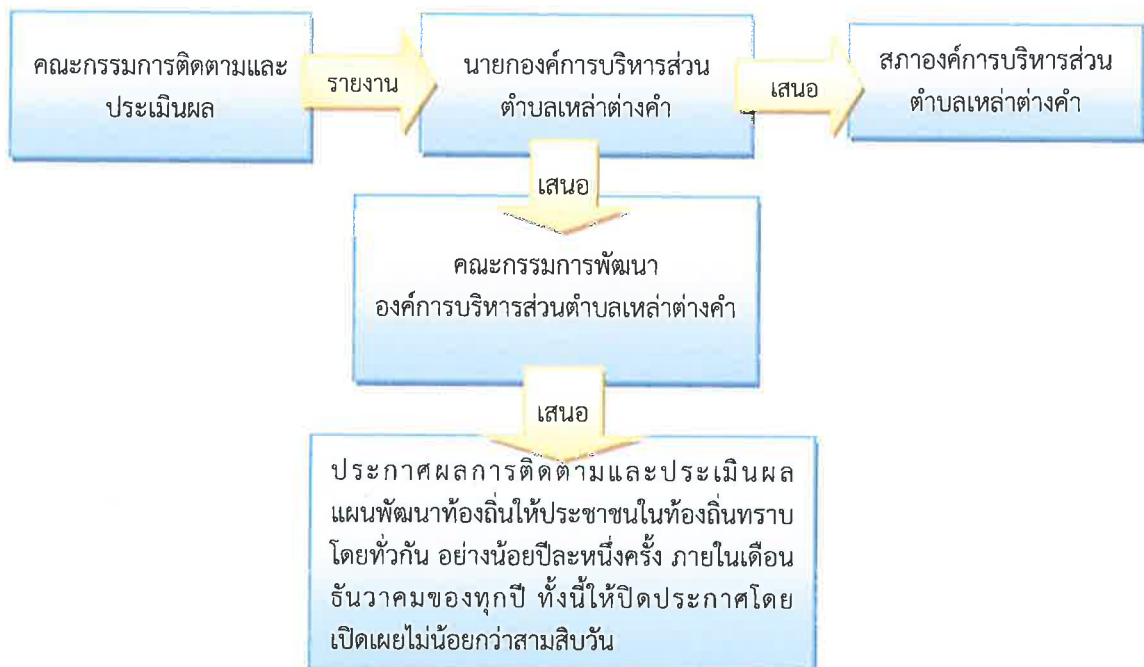 คณะกรรมการติดตามและ
ประเมินผล
รายงาน
นายกองค์การบริหารส่วน
ตำบลเหล่าต่างคำ
เสนอ
สภาองค์การบริหารส่วน
ตำบลเหล่าต่างคำ
เสนอ
คณะกรรมการพัฒนา
องค์การบริหารส่วนตำบลเหล่าต่างคำ
เสนอ
ประกาศผลการติดตามและประเมินผล
แผนพัฒนาท้องถิ่นให้ประชาชนในท้องถิ่นทราบ
โดยทั่วกัน อย่างน้อยปีละหนึ่งครั้ง ภายในเดือน
ธันวาคมของทุกปี ทั้งนี้ให้ปิดประกาศโดย
เปิดเผยไม่น้อยกว่าสามสิบวัน